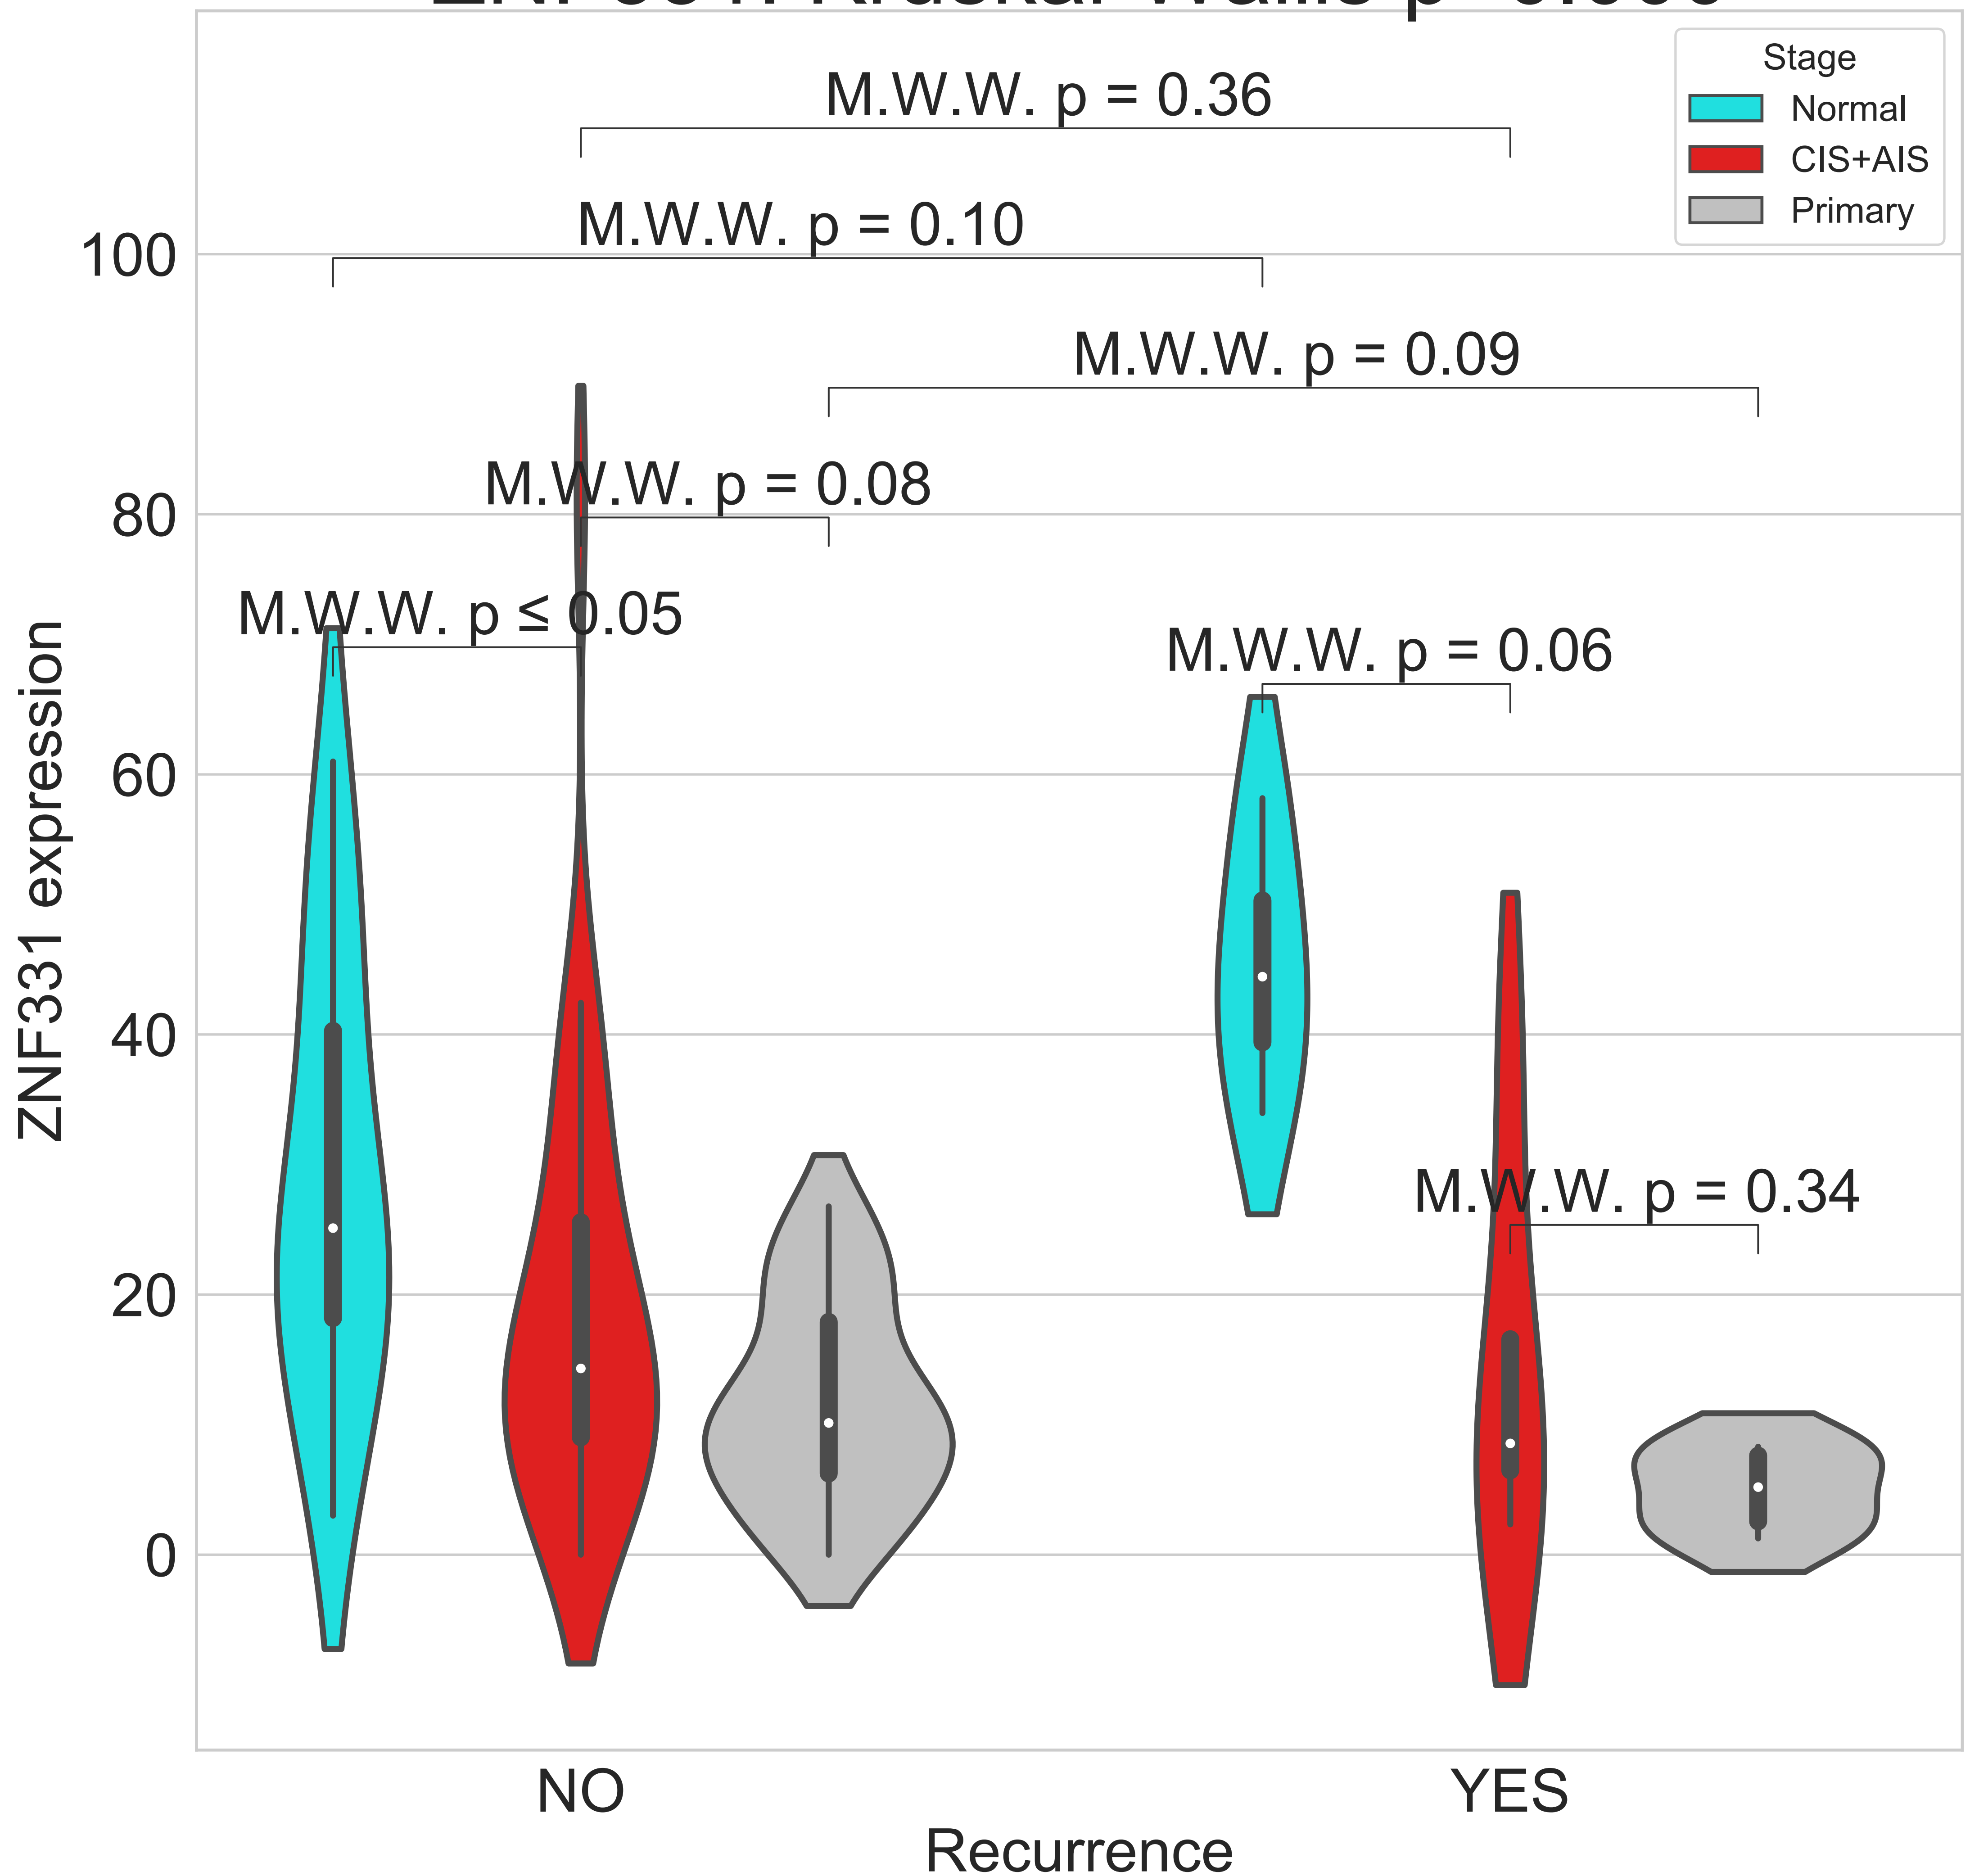 Stage
Normal
CIS+AIS
Primary
M.W.W. p = 0.36
M.W.W. p = 0.10
M.W.W. p = 0.09
M.W.W. p = 0.08
M.W.W. p ≤ 0.05
M.W.W. p = 0.06
M.W.W. p = 0.34
100
80
60
40
20
0
ZNF331 expression
NO
YES
Recurrence